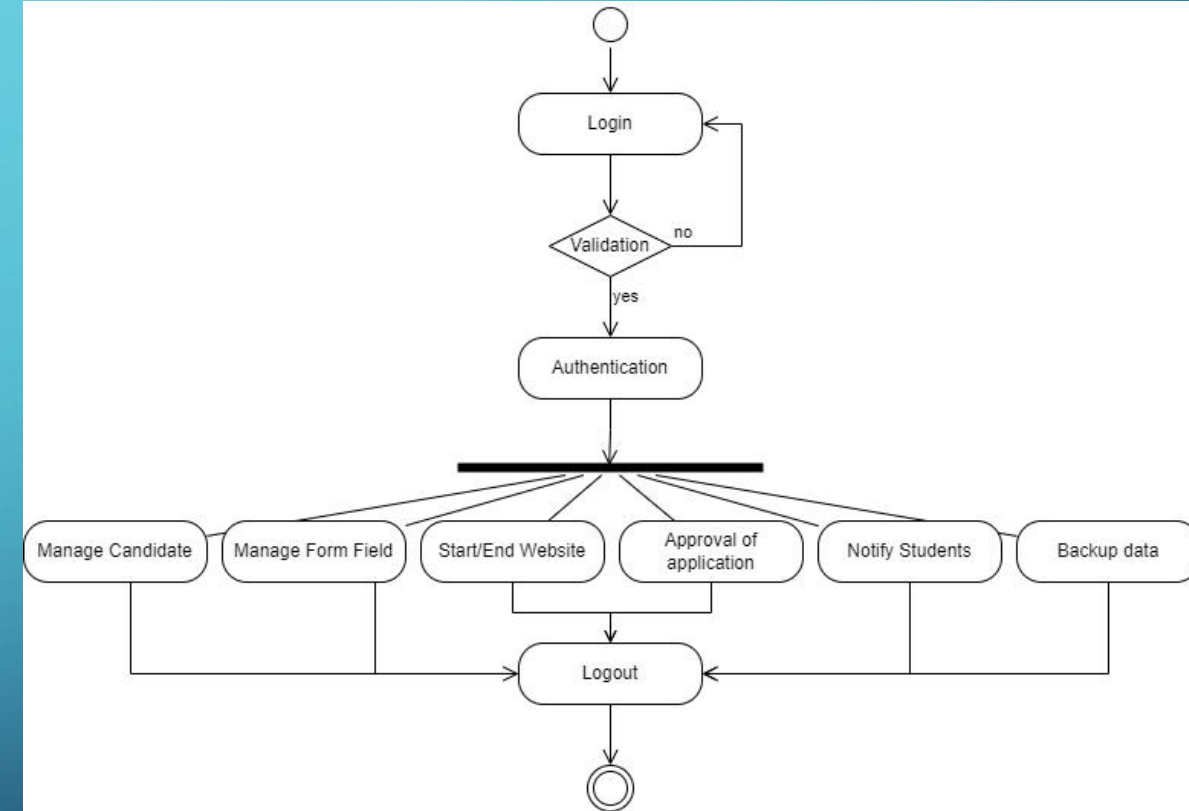 Login
Validation
no
yes
Authentication
Manage Candidate
Manage Form Field
Start/End Website
Approval of
application
Notify Students
Backup data
Logout